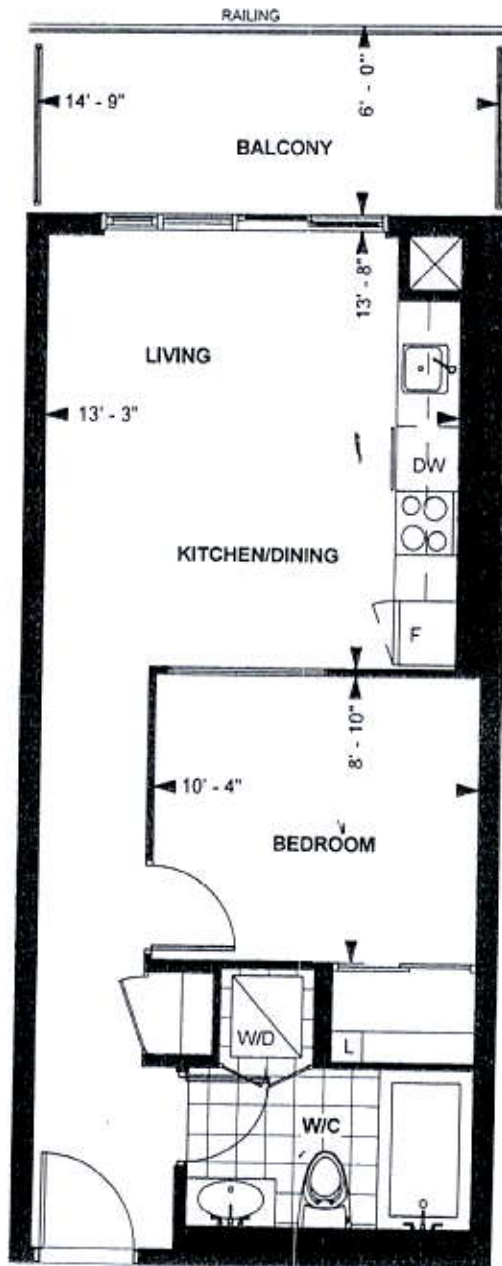 RAILING
14' - 9"
6' - 0"
BALCONY
13' - 8"
LIVING
13' - 3"
DW
KITCHEN/DINING
F
8' - 10"
10' - 4"
BEDROOM
W/D
L
W/C